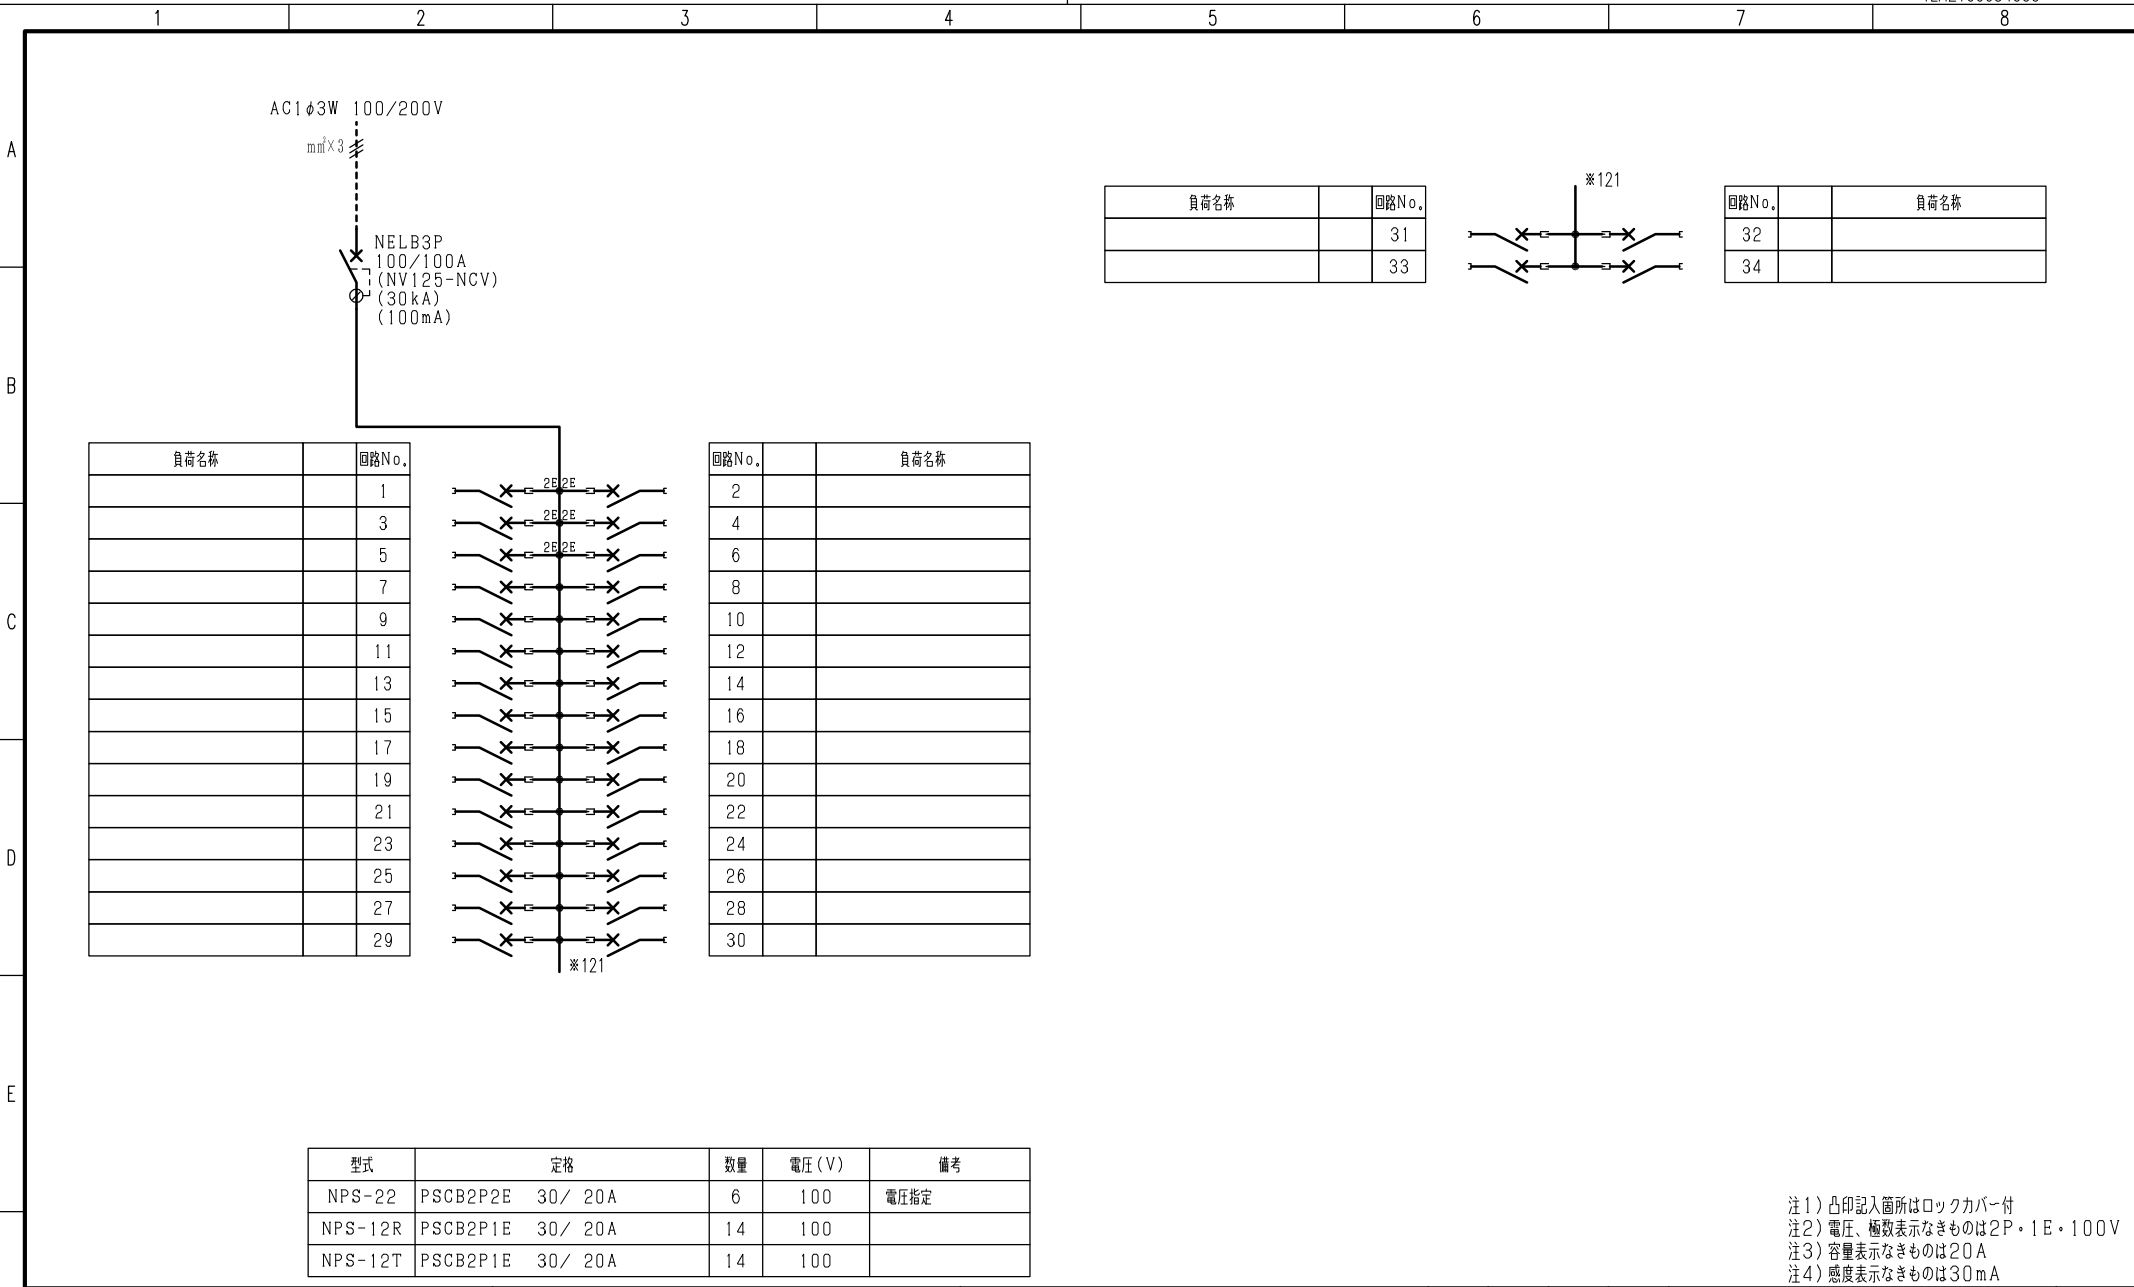 1 2 3 4 5 6 7 8
A
B
C
D
E
AC1φ3W 100/200V
mm²×3
NELB3P
100/100A
(NV125-NCV)
(30kA)
(100mA)
負荷名称 回路No. 回路No. 負荷名称
1 2E 2E 2
3 2E 2E 4
5 2E 2E 6
7 8
9 10
11 12
13 14
15 16
17 18
19 20
21 22
23 24
25 26
27 28
29 30
※121
※121
負荷名称 回路No. 回路No. 負荷名称
31 32
33 34
型式 定格 数量 電圧(V) 備考
NPS-22 PSCB2P2E 30/ 20A 6 100 電圧指定
NPS-12R PSCB2P1E 30/ 20A 14 100
NPS-12T PSCB2P1E 30/ 20A 14 100
注1)凸印記入箇所はロックカバー付
注2)電圧、極数表示なきものは2P・1E・100V
注3)容量表示なきものは20A
注4)感度表示なきものは30mA